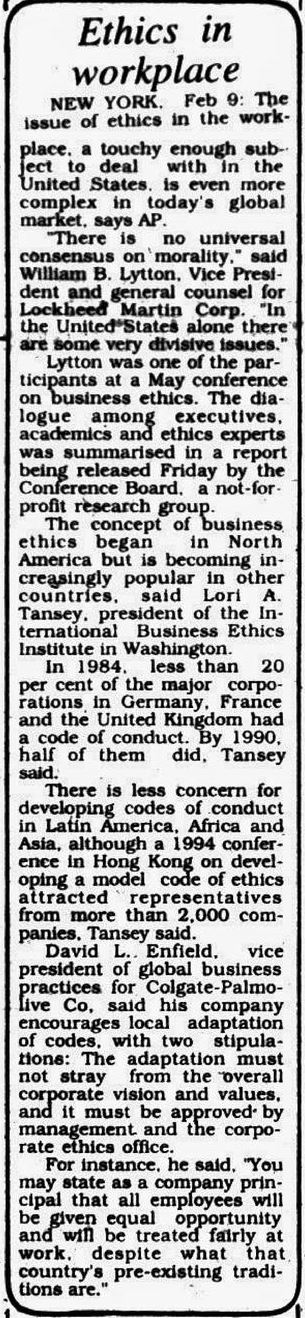 Ethics in
workplace
NEW YORK, Feb 9: The
issue of ethics in the work-
place, a touchy enough sub-
ject to deal with in the
United States, is even more
complex in today's global
market, says AP.
"There is no universal
consensus on morality," said
William B. Lytton, Vice Presi-
dent and general counsel for
Lockheed Martin Corp. "In
the United States alone there
are some very divisive issues."
Lytton was one of the par-
ticipants at a May conference
on business ethics. The dia-
logue among executives,
academics and ethics experts
was summarised in a report
being released Friday by the
Conference Board, a not-for-
profit research group.
The concept of business
ethics began in North
America but is becoming in-
creasingly popular in other
countries, said Lori A.
Tansey, president of the In-
ternational Business Ethics
Institute in Washington.
In 1984, less than 20
per cent of the major corpo-
rations in Germany, France
and the United Kingdom had
a code of conduct. By 1990,
half of them did, Tansey
said.
There is less concern for
developing codes of conduct
in Latin America, Africa and
Asia, although a 1994 confer-
ence in Hong Kong on devel-
oping a model code of ethics
attracted representatives
from more than 2,000 com-
panies, Tansey said.
David L. Enfield, vice
president of global business
practices for Colgate-Palmo-
live Co, said his company
encourages local adaptation
of codes, with two stipula-
tions: The adaptation must
not stray from the overall
corporate vision and values,
and it must be approved by
management and the corpo-
rate ethics office.
For instance, he said, "You
may state as a company prin-
cipal that all employees will
be given equal opportunity
and will be treated fairly at
work, despite what that
country's pre-existing tradi-
tions are."